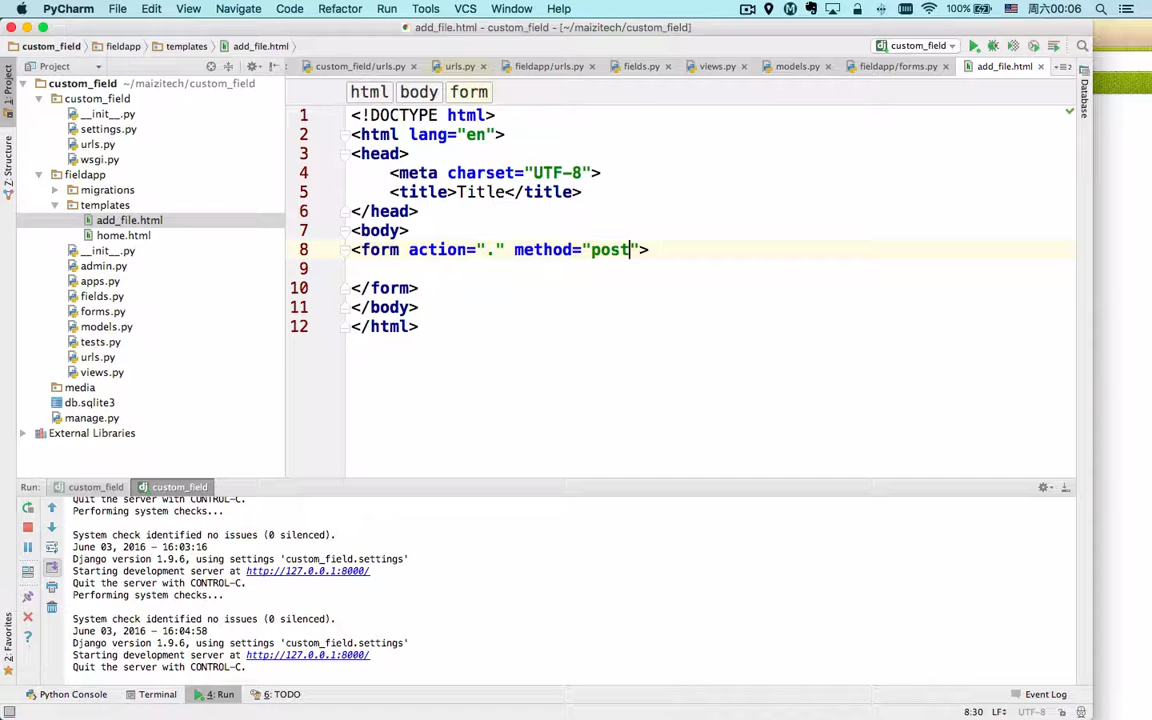 PyCharm File Edit View Navigate Code Refactor Run Tools VCS Window Help 100% 周六00:06
add_file.html - custom_field - [~/maizitech/custom_field]
custom_field fieldapp templates add_file.html custom_field
Project custom_field/urls.py × urls.py × fieldapp/urls.py × fields.py × views.py × models.py × fieldapp/forms.py × add_file.html ×
1: Project
Z: Structure
2: Favorites
Database
custom_field ~/maizitech/custom_field
custom_field
__init__.py
settings.py
urls.py
wsgi.py
fieldapp
migrations
templates
add_file.html
home.html
__init__.py
admin.py
apps.py
fields.py
forms.py
models.py
tests.py
urls.py
views.py
media
db.sqlite3
manage.py
External Libraries
html body form
1 <!DOCTYPE html>
2 <html lang="en">
3 <head>
4 <meta charset="UTF-8">
5 <title>Title</title>
6 </head>
7 <body>
8 <form action="." method="post">
9
10 </form>
11 </body>
12 </html>
Run: custom_field custom_field
Quit the server with CONTROL-C.
Performing system checks...
System check identified no issues (0 silenced).
June 03, 2016 - 16:03:16
Django version 1.9.6, using settings 'custom_field.settings'
Starting development server at http://127.0.0.1:8000/
Quit the server with CONTROL-C.
Performing system checks...
System check identified no issues (0 silenced).
June 03, 2016 - 16:04:58
Django version 1.9.6, using settings 'custom_field.settings'
Starting development server at http://127.0.0.1:8000/
Quit the server with CONTROL-C.
Python Console Terminal 4: Run 6: TODO Event Log
8:30 LF÷ UTF-8÷